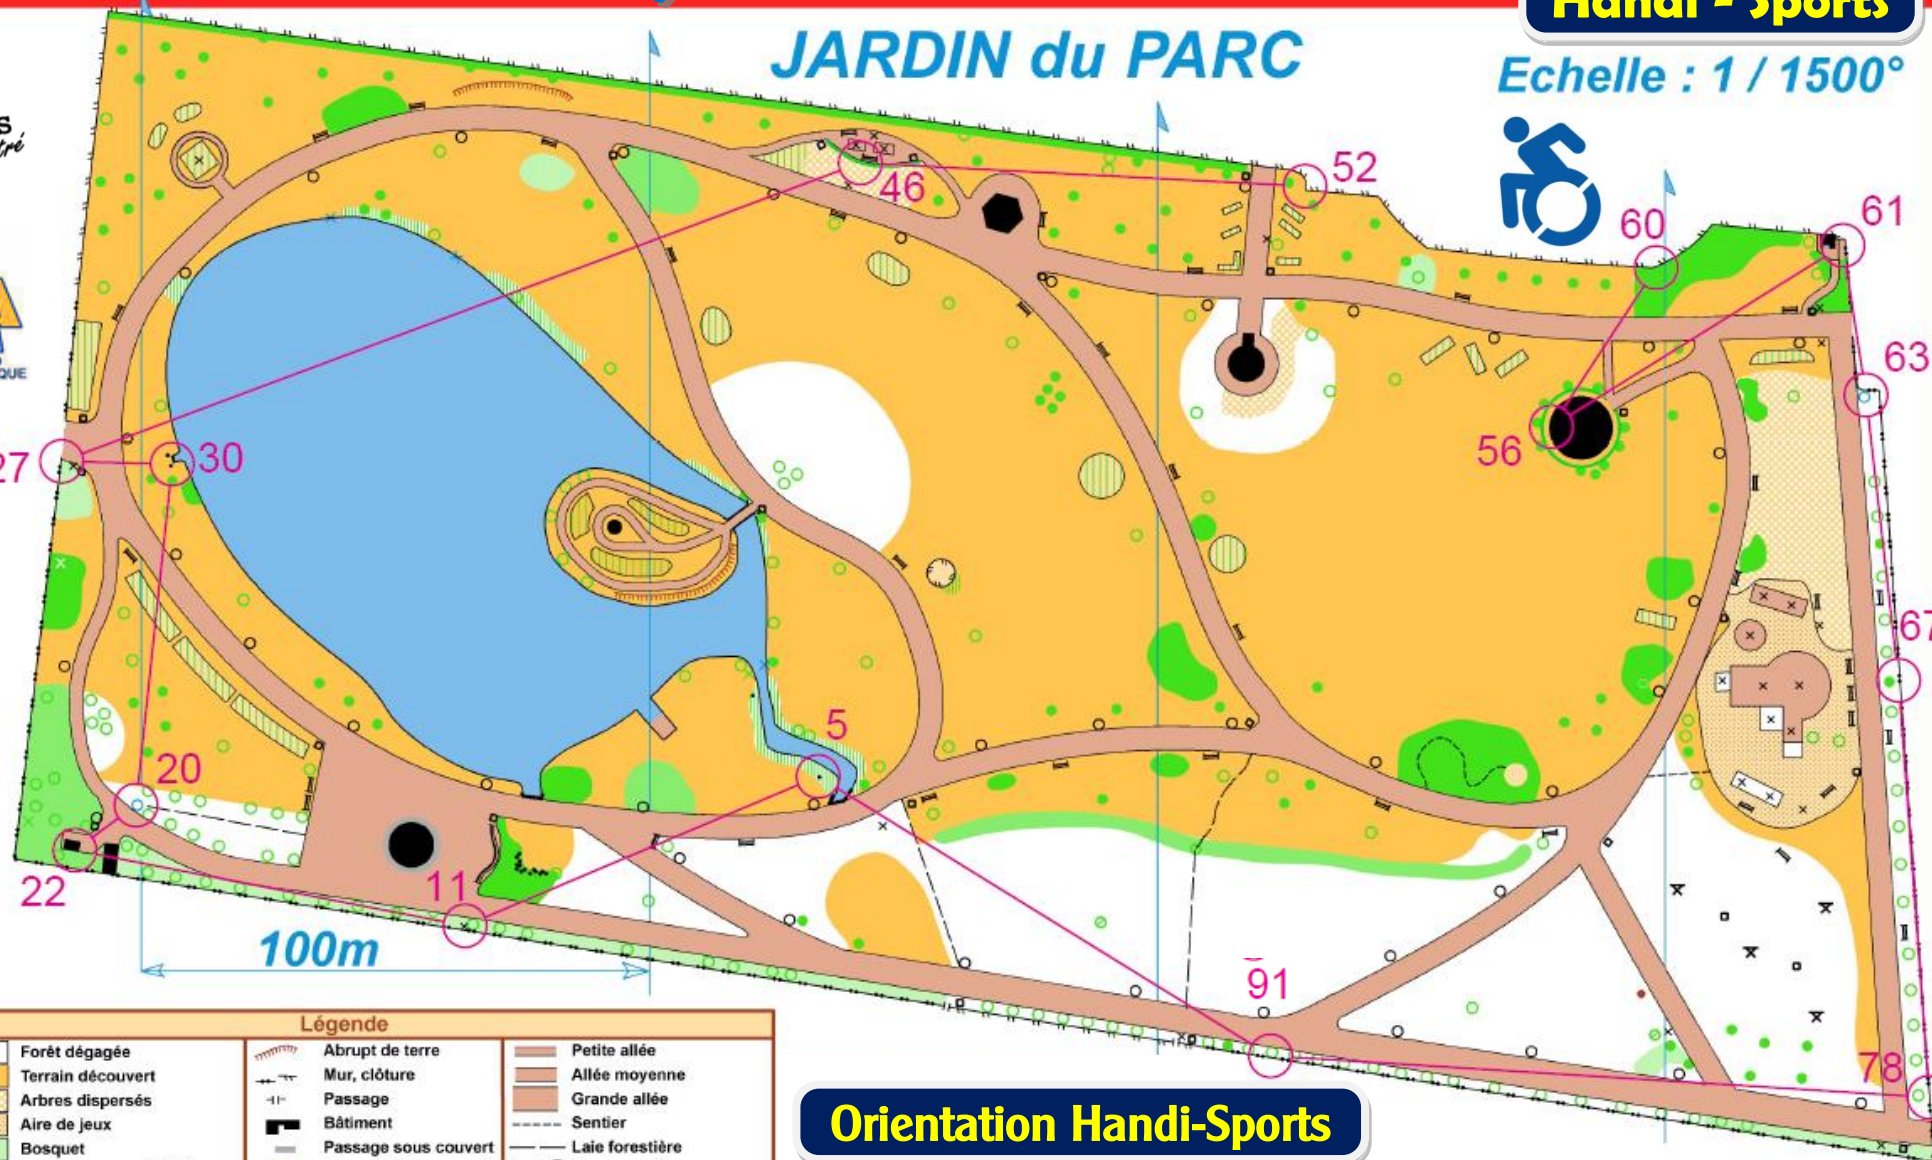 Handi - Sports
JARDIN du PARC
Echelle : 1 / 1500°
52
46
60
61
63
56
27
30
67
5
20
22
11
100m
91
78
Légende
Forêt dégagée
Terrain découvert
Arbres dispersés
Aire de jeux
Bosquet
Abrupt de terre
Mur, clôture
Passage
Bâtiment
Passage sous couvert
Petite allée
Allée moyenne
Grande allée
Sentier
Laie forestière
Orientation Handi-Sports